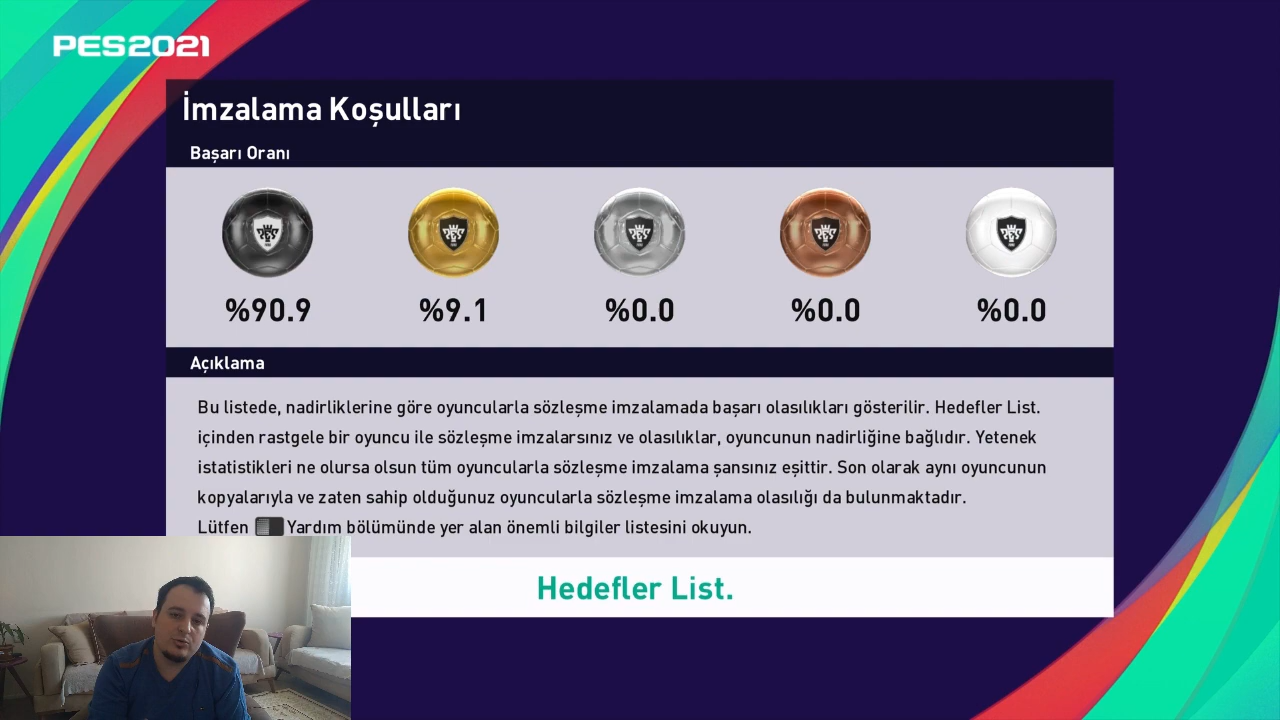 PES2021
İmzalama Koşulları
Başarı Oranı
%90.9 %9.1 %0.0 %0.0 %0.0
Açıklama
Bu listede, nadirliklerine göre oyuncularla sözleşme imzalamada başarı olasılıkları gösterilir. Hedefler List.
içinden rastgele bir oyuncu ile sözleşme imzalarsınız ve olasılıklar, oyuncunun nadirliğine bağlıdır. Yetenek
istatistikleri ne olursa olsun tüm oyuncularla sözleşme imzalama şansınız eşittir. Son olarak aynı oyuncunun
kopyalarıyla ve zaten sahip olduğunuz oyuncularla sözleşme imzalama olasılığı da bulunmaktadır.
Lütfen Yardım bölümünde yer alan önemli bilgiler listesini okuyun.
Hedefler List.